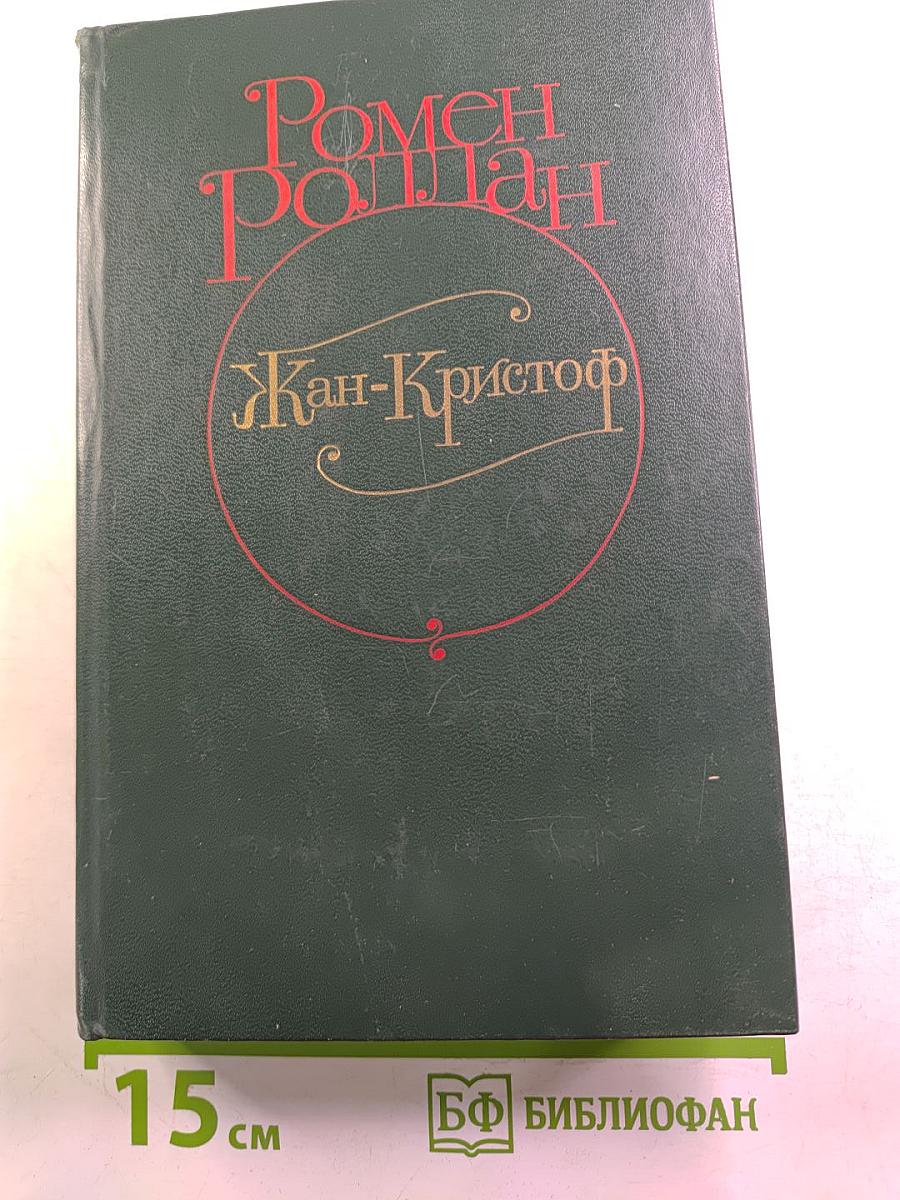 Ромен
Роллан
Жан-Кристоф
15 см
БФ БИБЛИОФАН